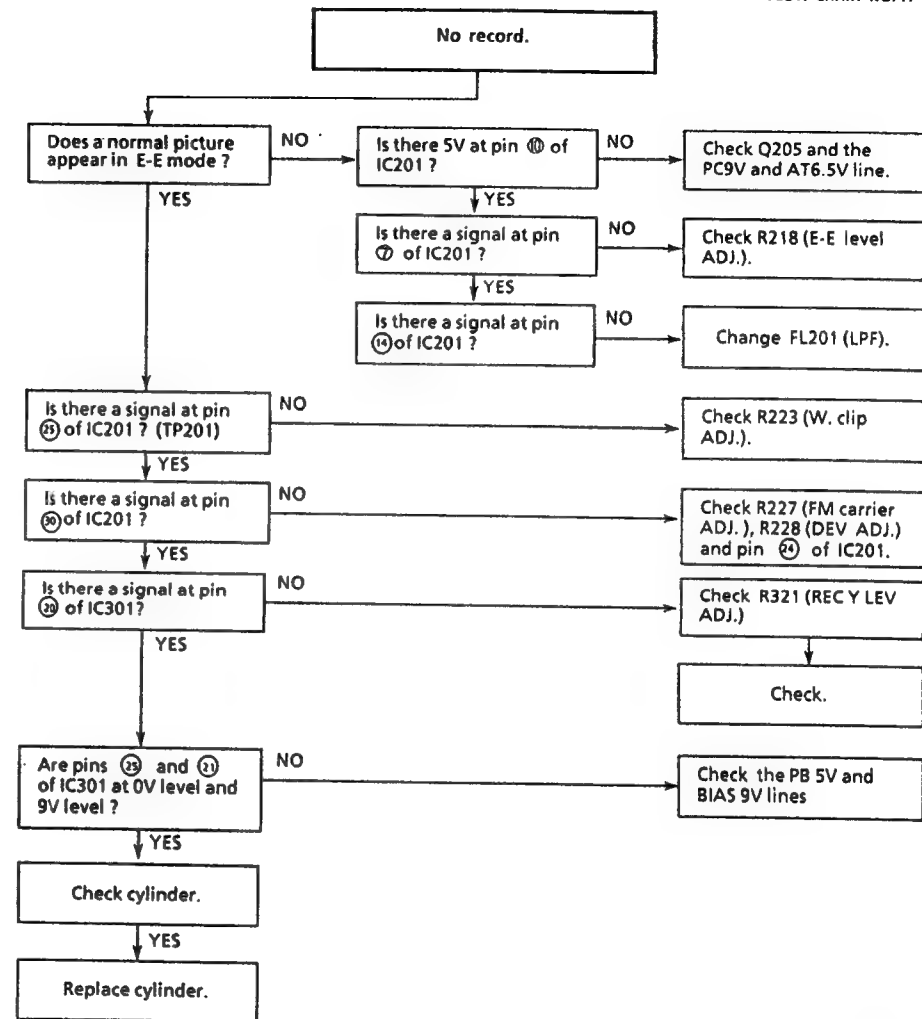 No record.
Does a normal picture
appear in E-E mode ?
NO
Is there 5V at pin ⑩ of
IC201 ?
NO
Check Q205 and the
PC9V and AT6.5V line.
YES
YES
Is there a signal at pin
⑦ of IC201 ?
NO
Check R218 (E-E level
ADJ.).
YES
Is there a signal at pin
⑭ of IC201 ?
NO
Change FL201 (LPF).
Is there a signal at pin
㉕ of IC201 ? (TP201)
NO
Check R223 (W. clip
ADJ.).
YES
Is there a signal at pin
㉚ of IC201 ?
NO
Check R227 (FM carrier
ADJ.), R228 (DEV ADJ.)
and pin ㉔ of IC201.
YES
Is there a signal at pin
⑳ of IC301?
NO
Check R321 (REC Y LEV
ADJ.)
YES
Check.
Are pins ㉕ and ㉑
of IC301 at 0V level and
9V level ?
NO
Check the PB 5V and
BIAS 9V lines
YES
Check cylinder.
YES
Replace cylinder.